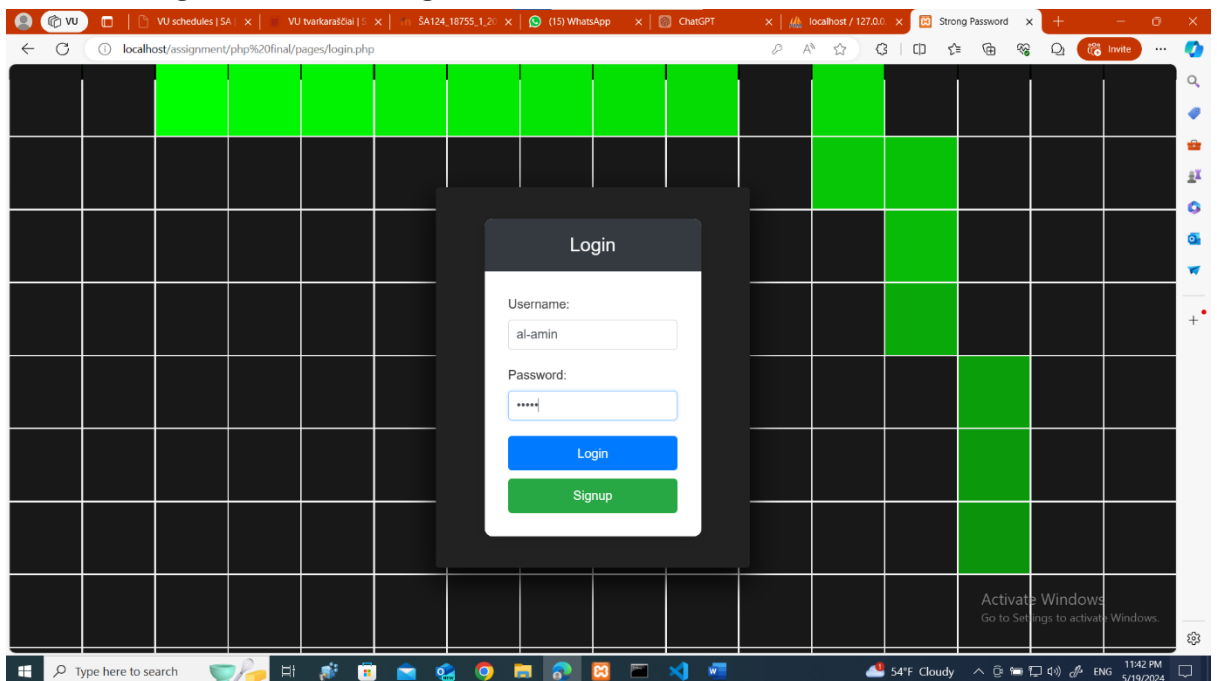 VU
VU schedules | SA
VU tvarkaraščiai | S
ŠA124_18755_1_20
(15) WhatsApp
ChatGPT
localhost / 127.0.0
Strong Password
localhost/assignment/php%20final/pages/login.php
Invite
Login
Username:
al-amin
Password:
•••••
Login
Signup
Activate Windows
Go to Settings to activate Windows.
Type here to search
54°F Cloudy
ENG
11:42 PM
5/19/2024